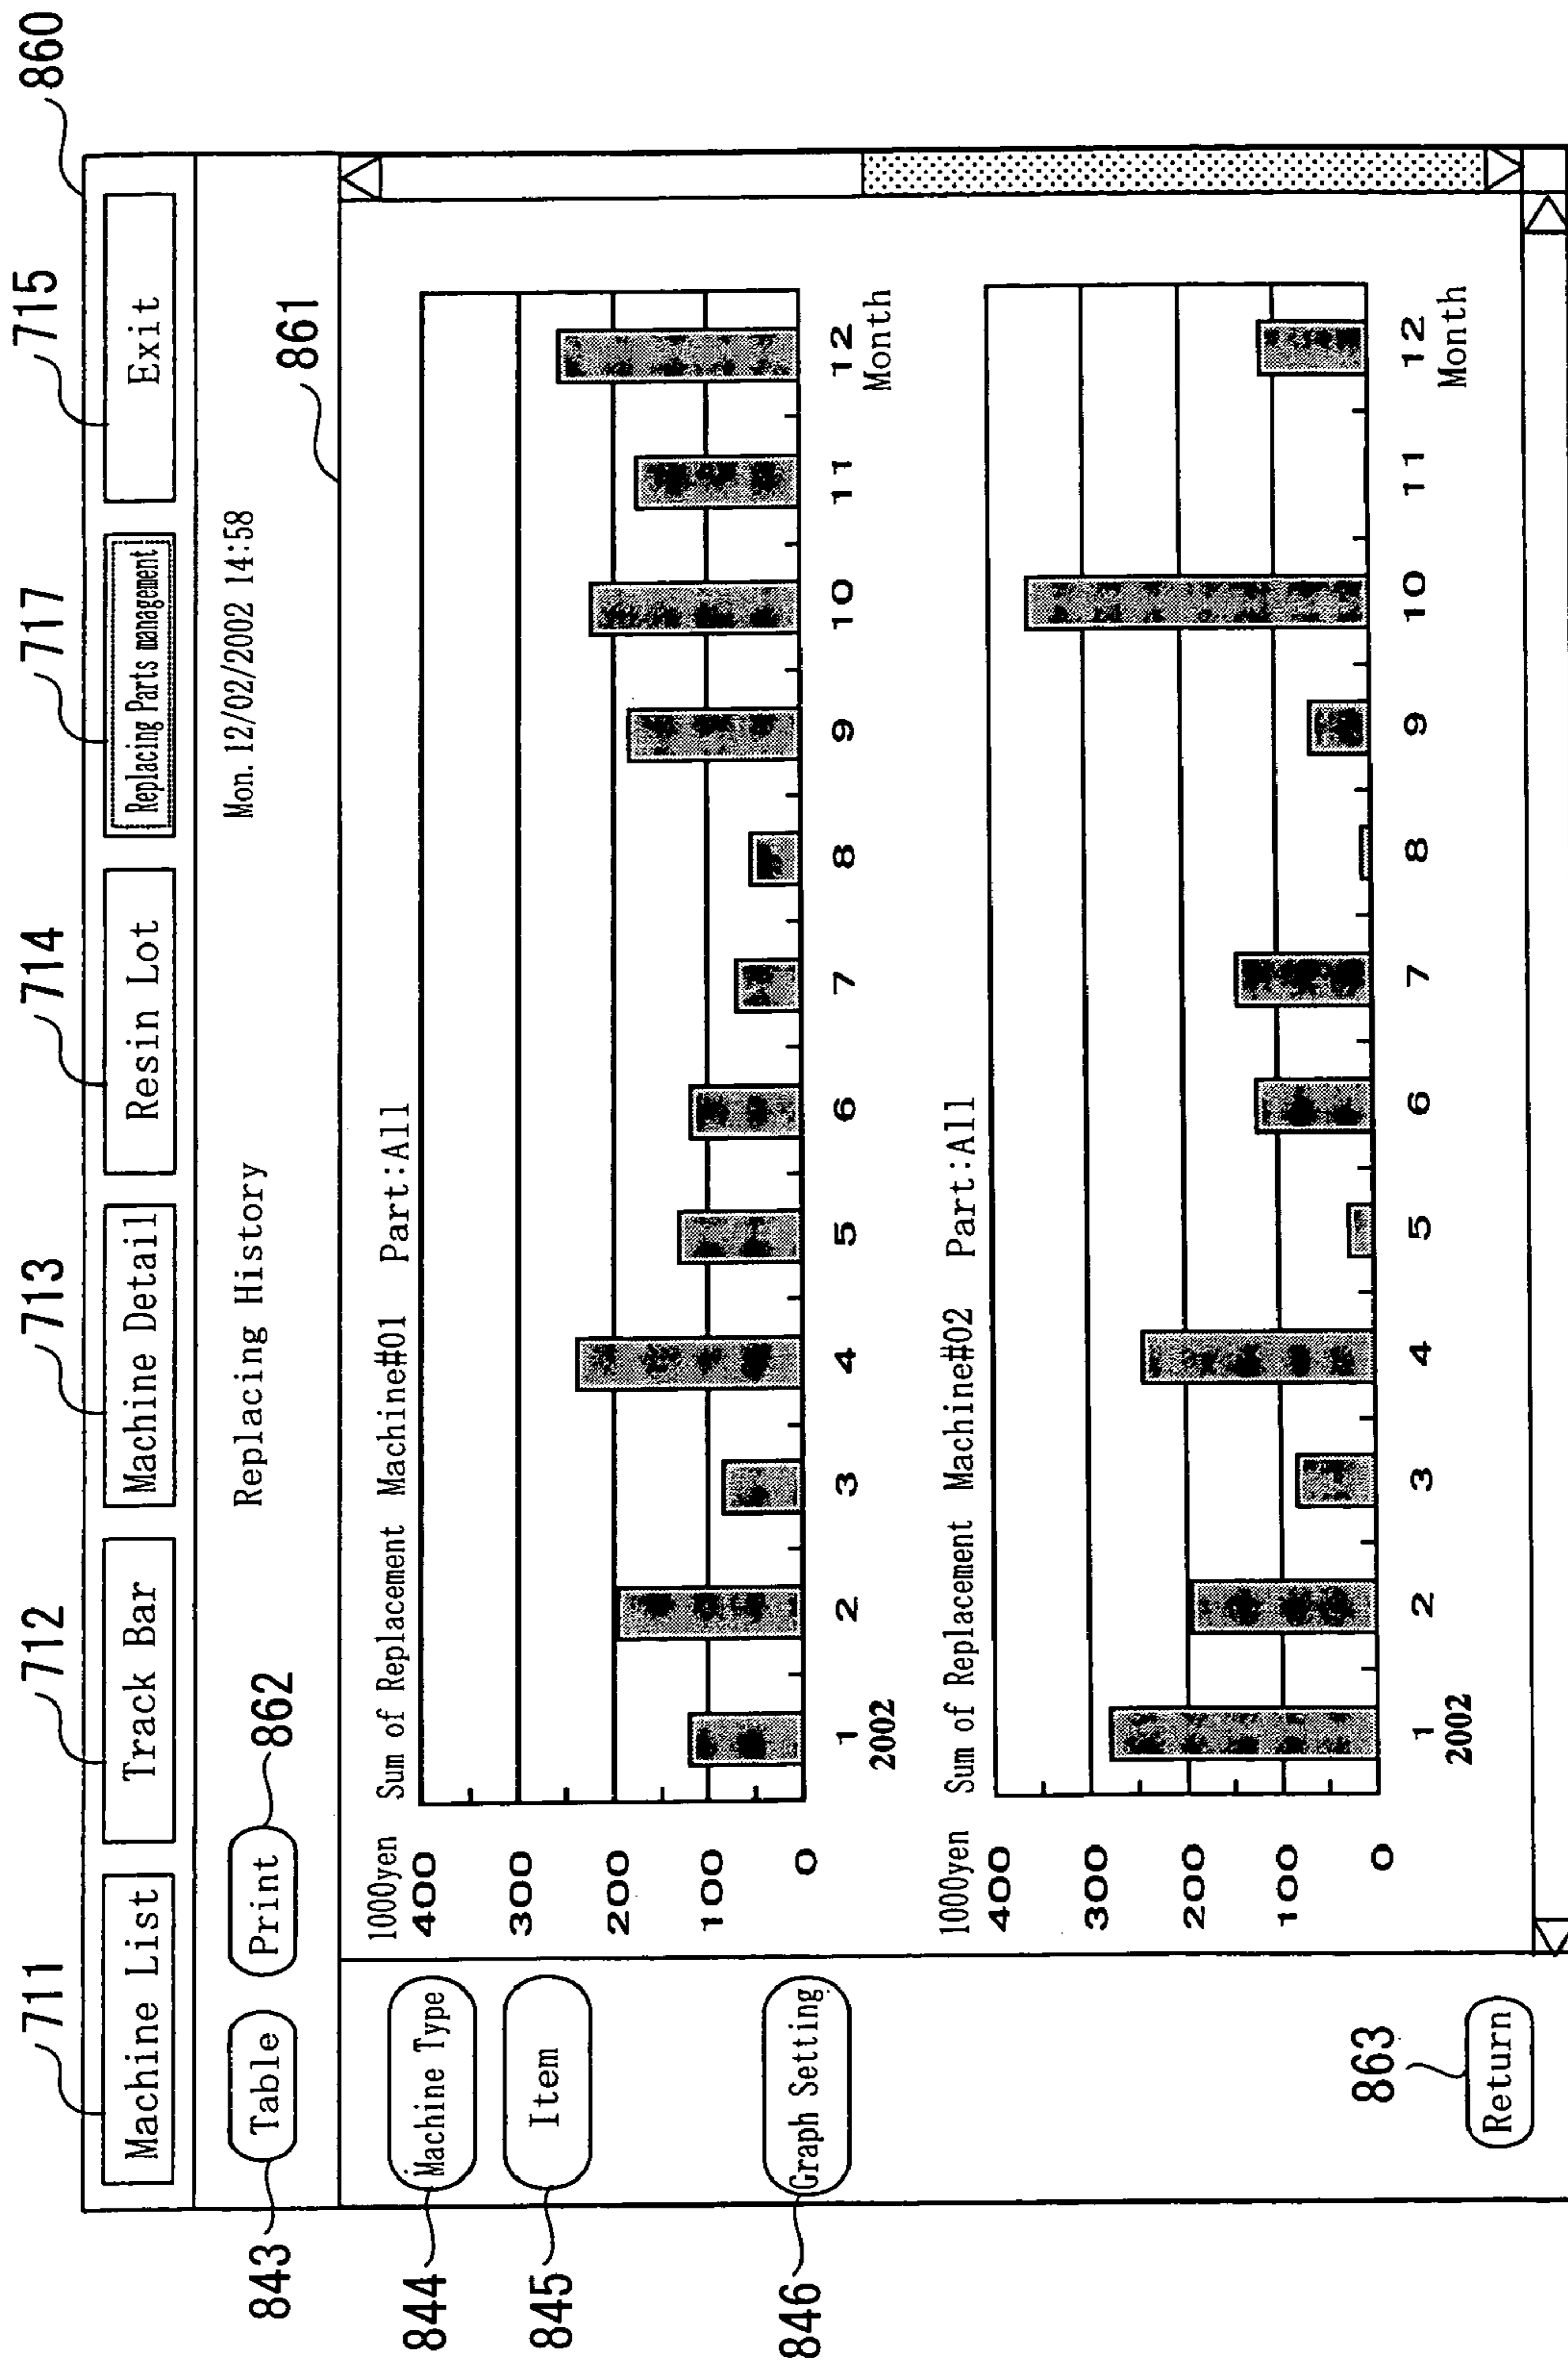 860
711 712 713 714 717 715
Machine List Track Bar Machine Detail Resin Lot Replacing Parts management Exit
843 Table Print 862 Replacing History Mon. 12/02/2002 14:58
861
844 Machine Type
845 Item
846 Graph Setting
863
Return
1000yen Sum of Replacement Machine#01 Part:All
400
300
200
100
0
1 2 3 4 5 6 7 8 9 10 11 12
2002 Month
1000yen Sum of Replacement Machine#02 Part:All
400
300
200
100
0
1 2 3 4 5 6 7 8 9 10 11 12
2002 Month